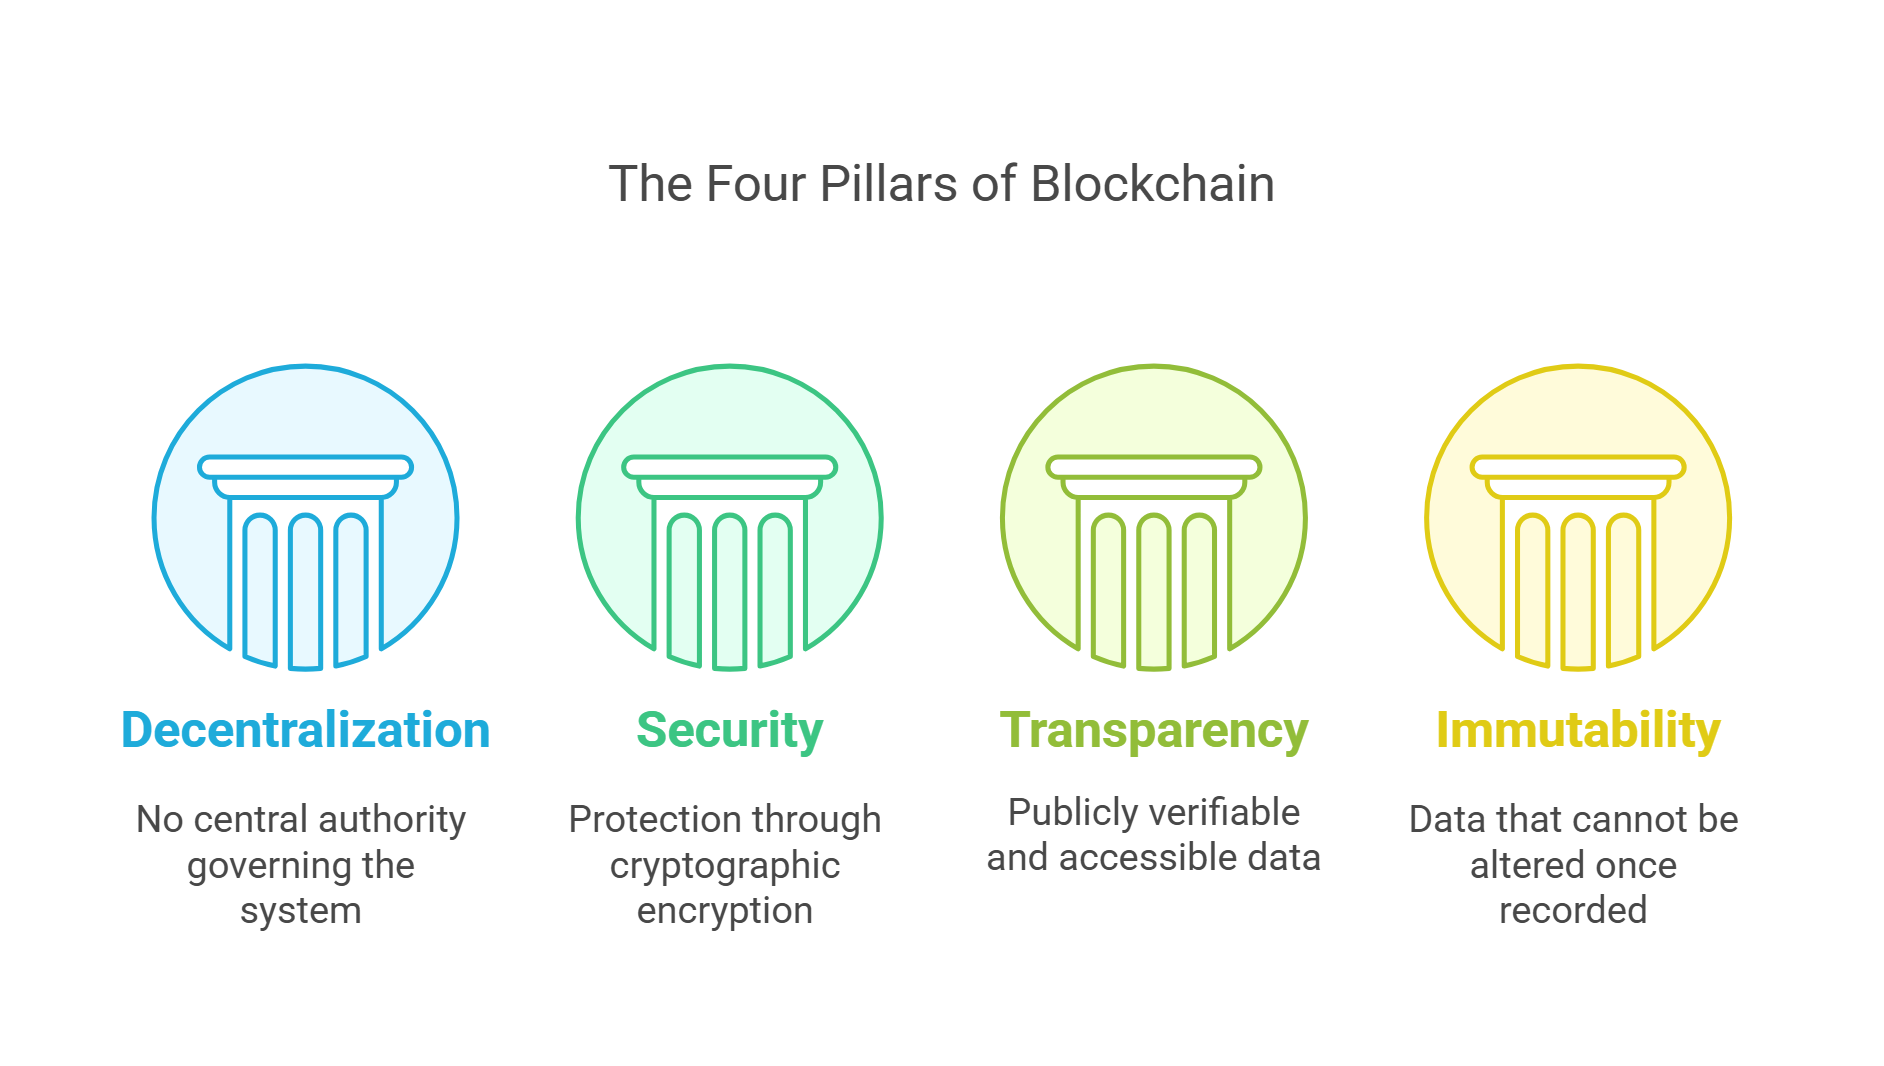 The Four Pillars of Blockchain
Decentralization
No central authority
governing the
system
Security
Protection through
cryptographic
encryption
Transparency
Publicly verifiable
and accessible data
Immutability
Data that cannot be
altered once
recorded